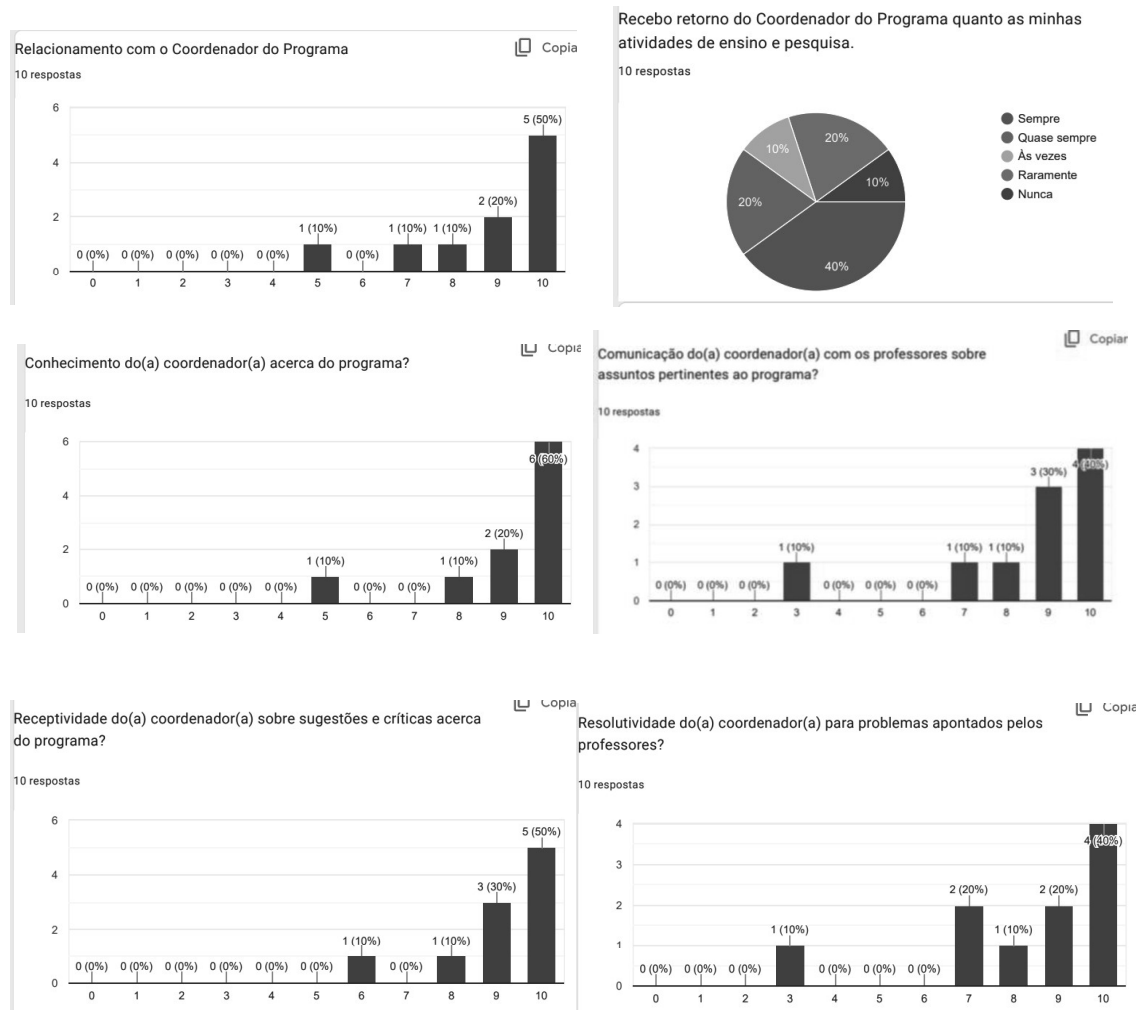 Relacionamento com o Coordenador do Programa
Copia
10 respostas
6
5 (50%)
4
2 (20%)
2
1 (10%)
1 (10%) 1 (10%)
0 (0%) 0 (0%) 0 (0%) 0 (0%) 0 (0%)
0 (0%)
0
0 1 2 3 4 5 6 7 8 9 10
Recebo retorno do Coordenador do Programa quanto as minhas
atividades de ensino e pesquisa.
10 respostas
20%
10%
10%
20%
40%
Sempre
Quase sempre
Às vezes
Raramente
Nunca
Copia
Conhecimento do(a) coordenador(a) acerca do programa?
10 respostas
6
6 (60%)
4
2 (20%)
2
1 (10%)
1 (10%)
0 (0%) 0 (0%) 0 (0%) 0 (0%) 0 (0%)
0 (0%) 0 (0%)
0
0 1 2 3 4 5 6 7 8 9 10
Copiar
Comunicação do(a) coordenador(a) com os professores sobre
assuntos pertinentes ao programa?
10 respostas
4
4 (40%)
3 (30%)
3
2
1 (10%)
1 (10%) 1 (10%)
1
0 (0%) 0 (0%) 0 (0%)
0 (0%) 0 (0%) 0 (0%)
0
0 1 2 3 4 5 6 7 8 9 10
Copia
Receptividade do(a) coordenador(a) sobre sugestões e críticas acerca
do programa?
10 respostas
6
5 (50%)
4
3 (30%)
2
1 (10%)
1 (10%)
0 (0%) 0 (0%) 0 (0%) 0 (0%) 0 (0%) 0 (0%)
0 (0%)
0
0 1 2 3 4 5 6 7 8 9 10
Copia
Resolutividade do(a) coordenador(a) para problemas apontados pelos
professores?
10 respostas
4
4 (40%)
3
2 (20%)
2 (20%)
2
1 (10%)
1 (10%)
1
0 (0%) 0 (0%) 0 (0%)
0 (0%) 0 (0%) 0 (0%)
0
0 1 2 3 4 5 6 7 8 9 10